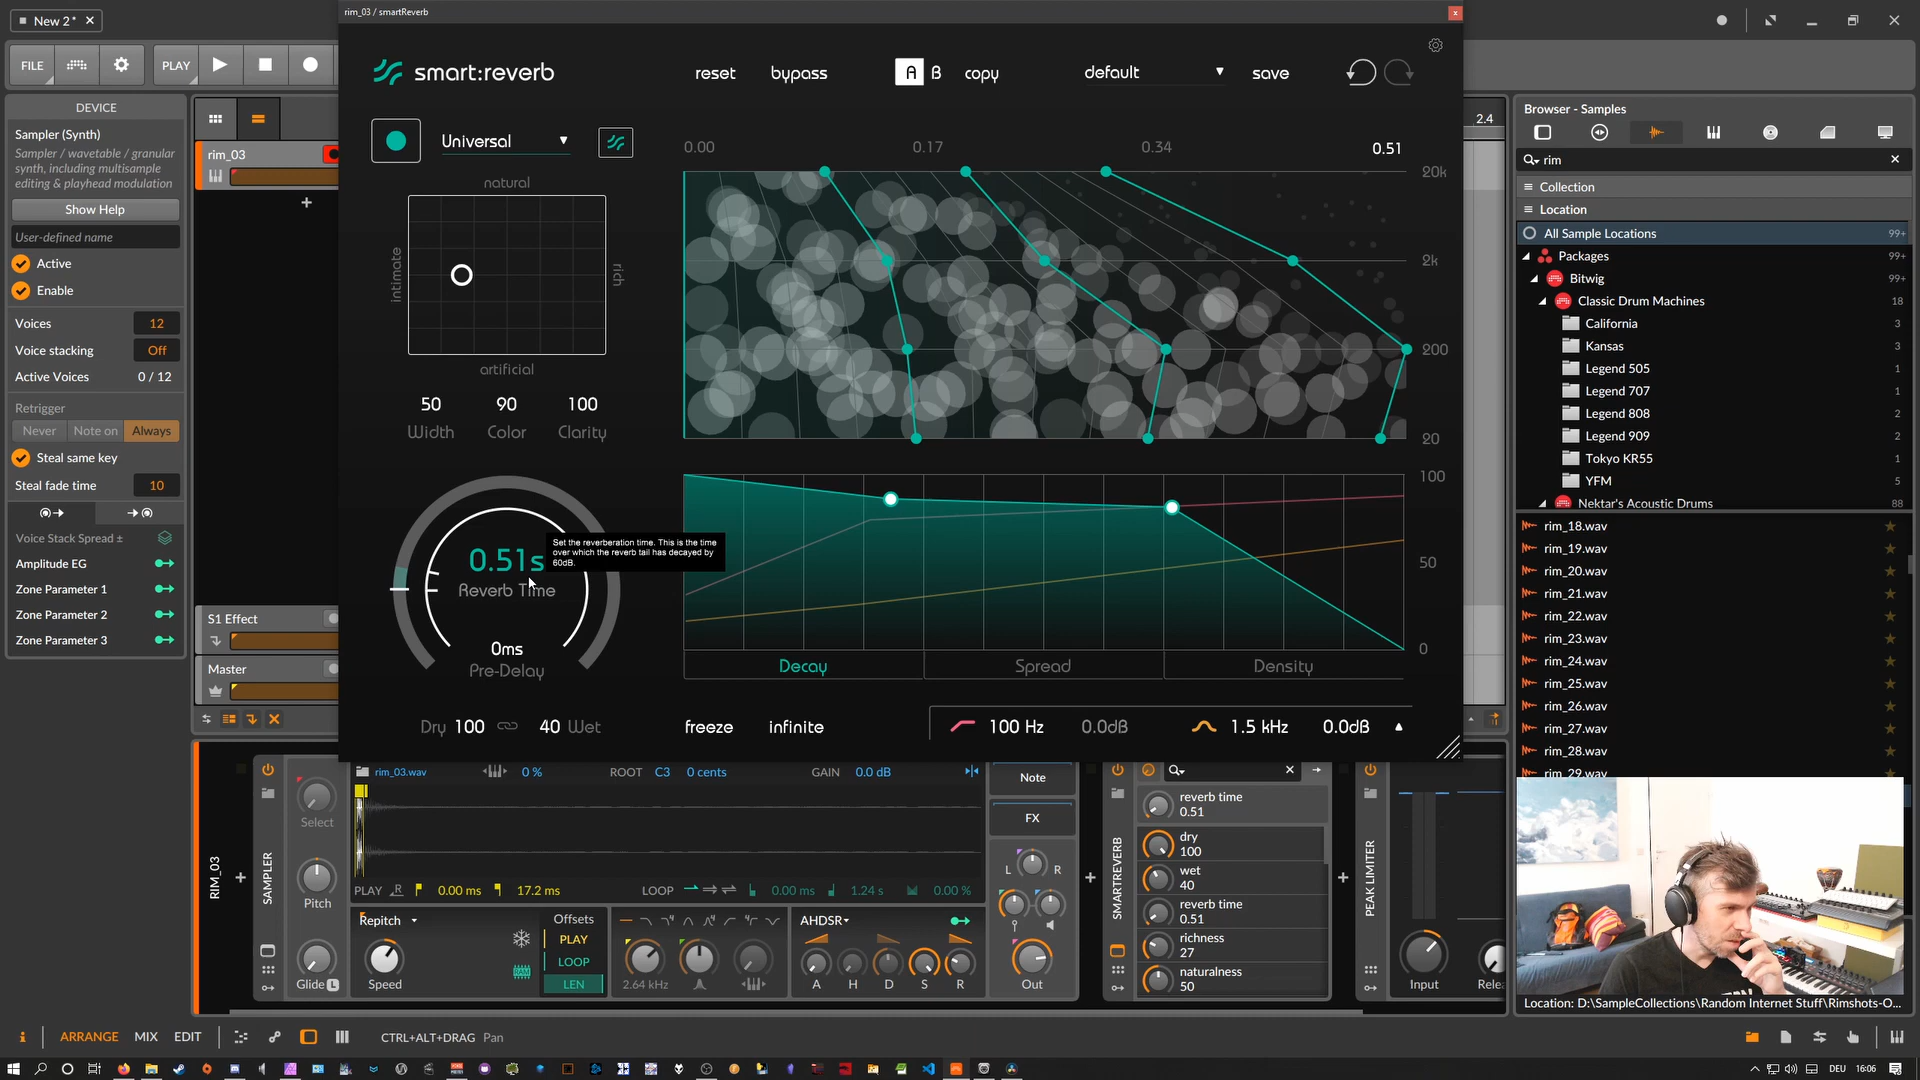 New 2*
rim_03 / smartReverb
FILE
PLAY
smart:reverb
reset
bypass
A
B
copy
default
save
DEVICE
Sampler (Synth)
Sampler / wavetable / granular
synth, including multisample
editing & playhead modulation
Show Help
User-defined name
Active
Enable
Voices
12
Voice stacking
Off
Active Voices
0 / 12
Retrigger
Never
Note on
Always
Steal same key
Steal fade time
10
Voice Stack Spread ±
Amplitude EG
Zone Parameter 1
Zone Parameter 2
Zone Parameter 3
rim_03
+
S1 Effect
Master
Universal
natural
intimate
rich
artificial
50
90
100
Width
Color
Clarity
0.51s
Reverb Time
0ms
Pre-Delay
Set the reverberation time. This is the time
over which the reverb tail has decayed by
60dB.
0.00
0.17
0.34
0.51
20k
2k
200
20
100
50
0
Decay
Spread
Density
Dry 100
40 Wet
freeze
infinite
100 Hz
0.0dB
1.5 kHz
0.0dB
2.4
Browser - Samples
rim
Collection
Location
All Sample Locations
99+
Packages
99+
Bitwig
99+
Classic Drum Machines
18
California
3
Kansas
3
Legend 505
1
Legend 707
1
Legend 808
2
Legend 909
2
Tokyo KR55
1
YFM
5
Nektar's Acoustic Drums
88
rim_18.wav
rim_19.wav
rim_20.wav
rim_21.wav
rim_22.wav
rim_23.wav
rim_24.wav
rim_25.wav
rim_26.wav
rim_27.wav
rim_28.wav
rim_29.wav
Location: D:\SampleCollections\Random Internet Stuff\Rimshots-O...
RIM_03
SAMPLER
Select
Pitch
Glide
L
rim_03.wav
0 %
ROOT
C3
0 cents
GAIN
0.0 dB
PLAY
0.00 ms
17.2 ms
LOOP
0.00 ms
1.24 s
0.00 %
Repitch
Speed
Offsets
PLAY
LOOP
LEN
2.64 kHz
AHDSR
A
H
D
S
R
Note
FX
L
R
Out
SMARTREVERB
reverb time
0.51
dry
100
wet
40
reverb time
0.51
richness
27
naturalness
50
PEAK LIMITER
Input
ARRANGE
MIX
EDIT
CTRL+ALT+DRAG
Pan
DEU
16:06